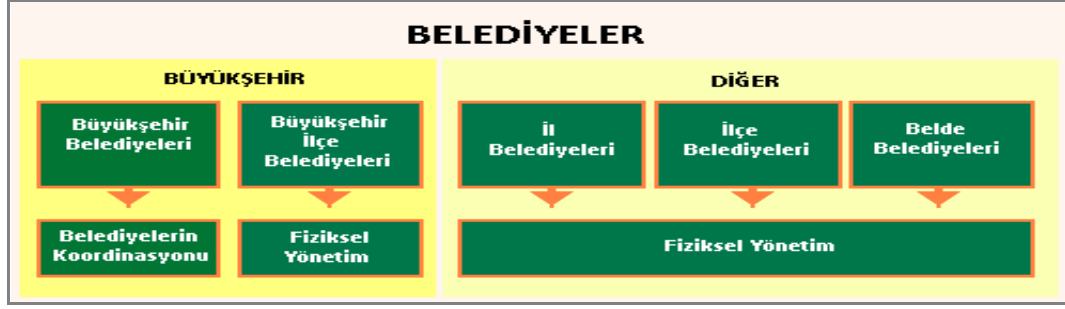 BELEDİYELER
BÜYÜKŞEHİR
Büyükşehir
Belediyeleri
Büyükşehir
İlçe
Belediyeleri
Belediyelerin
Koordinasyonu
Fiziksel
Yönetim
DİĞER
İl
Belediyeleri
İlçe
Belediyeleri
Belde
Belediyeleri
Fiziksel Yönetim